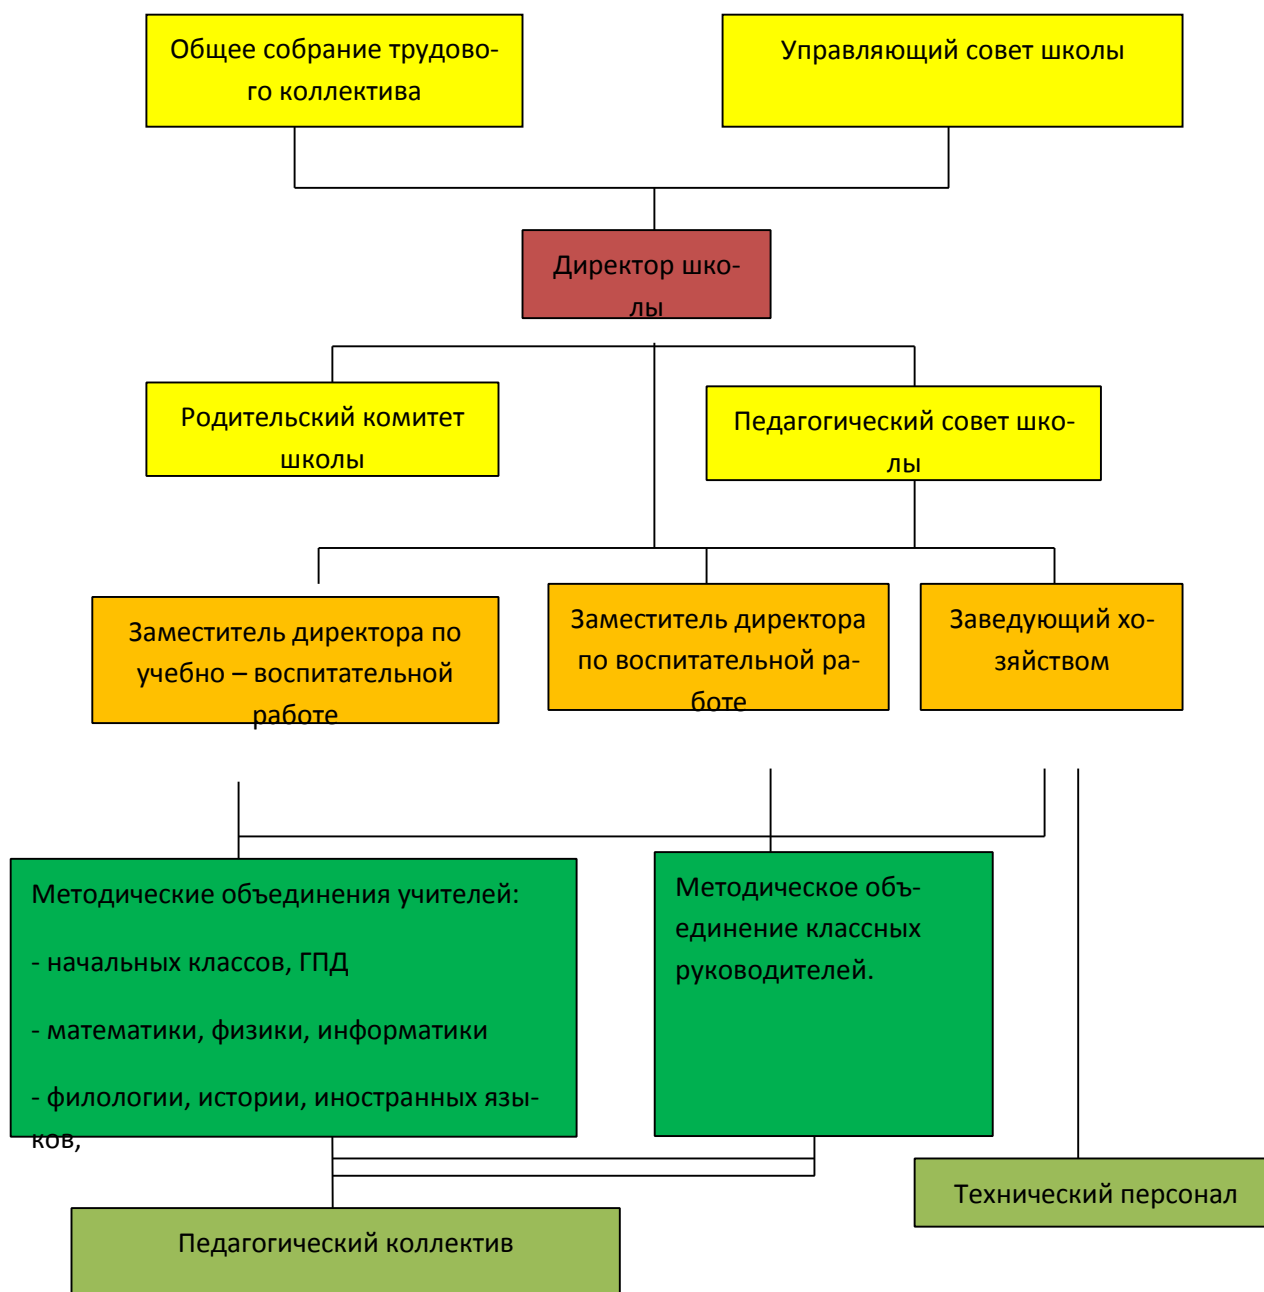 Общее собрание трудово-
го коллектива
Управляющий совет школы
Директор шко-
лы
Родительский комитет
школы
Педагогический совет шко-
лы
Заместитель директора по
учебно – воспитательной
работе
Заместитель директора
по воспитательной ра-
боте
Заведующий хо-
зяйством
Методические объединения учителей:
- начальных классов, ГПД
- математики, физики, информатики
- филологии, истории, иностранных язы-
ков,
Методическое объ-
единение классных
руководителей.
Технический персонал
Педагогический коллектив